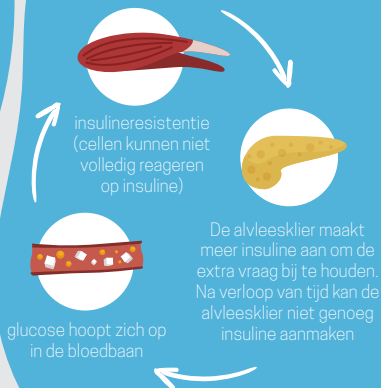 insulineresistentie
(cellen kunnen niet
volledig reageren
op insuline)
De alvleesklier maakt
meer insuline aan om de
extra vraag bij te houden.
Na verloop van tijd kan de
alvleesklier niet genoeg
insuline aanmaken
glucose hoopt zich op
in de bloedbaan